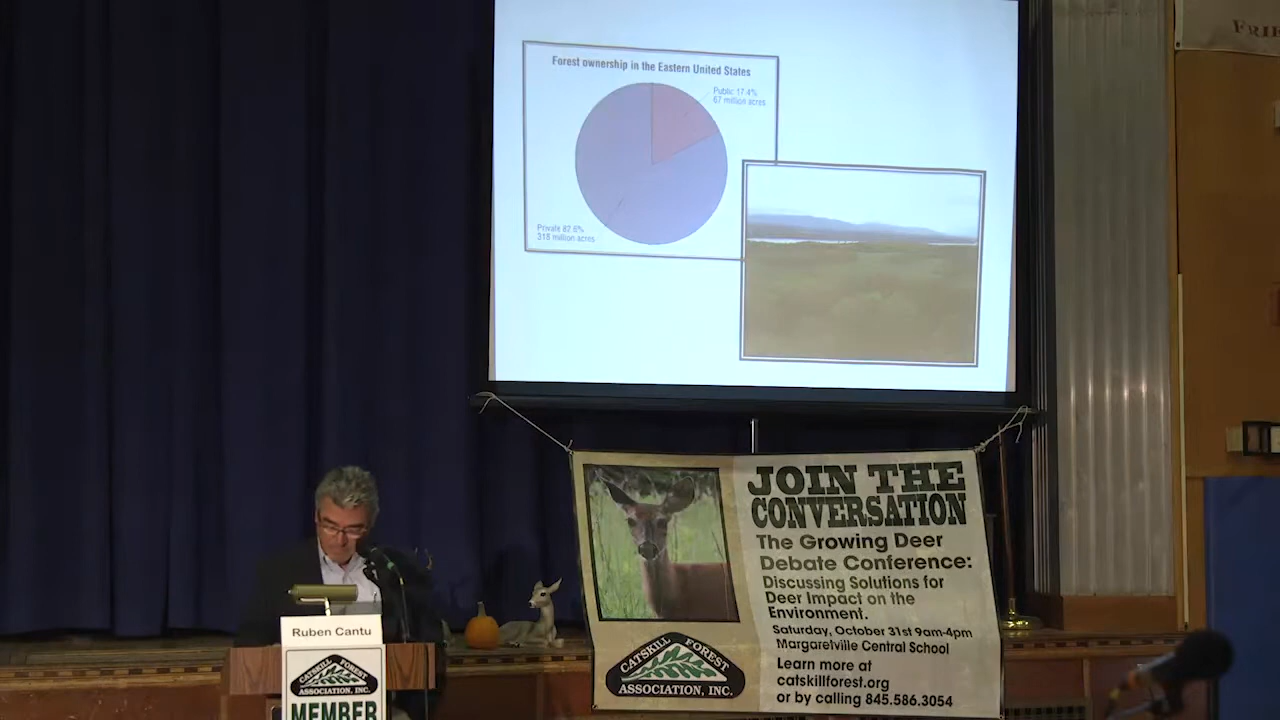 FRIE
Forest ownership in the Eastern United States
Public 17.4%
67 million acres
Private 82.6%
315 million acres
JOIN THE
CONVERSATION
The Growing Deer
Debate Conference:
Discussing Solutions for
Deer Impact on the
Environment.
Saturday, October 31st 9am-4pm
Margaretville Central School
Learn more at
catskillforest.org
or by calling 845.586.3054
CATSKILL FOREST
ASSOCIATION, INC.
Ruben Cantu
CATSKILL FOREST
ASSOCIATION, INC.
MEMBER